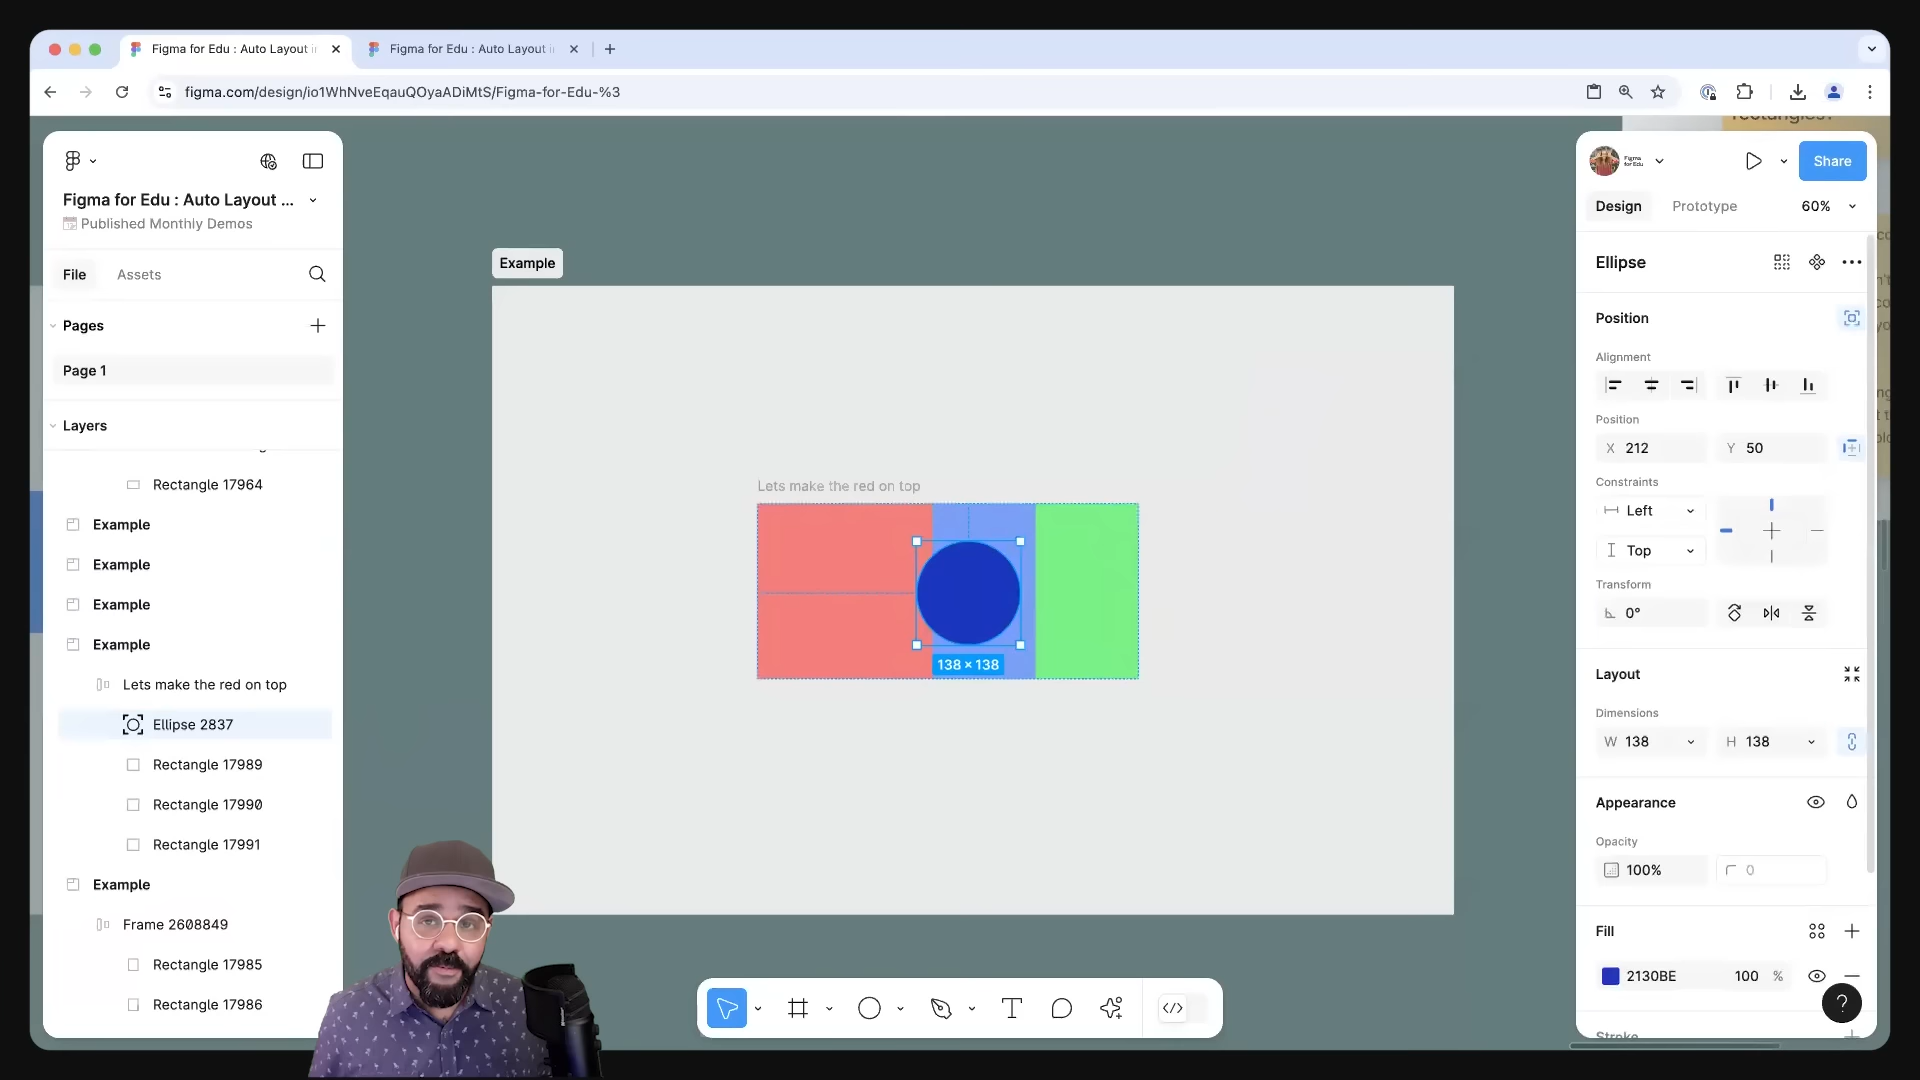 Figma for Edu : Auto Layout i
Figma for Edu : Auto Layout i
figma.com/design/io1WhNveEqauQOyaADiMtS/Figma-for-Edu-%3
Figma for Edu : Auto Layout ...
Published Monthly Demos
File
Assets
Pages
Page 1
Layers
Rectangle 17964
Example
Example
Example
Example
Lets make the red on top
Ellipse 2837
Rectangle 17989
Rectangle 17990
Rectangle 17991
Example
Frame 2608849
Rectangle 17985
Rectangle 17986
Example
Lets make the red on top
138 × 138
rectangles?
Figma for Edu
Share
Design
Prototype
60%
Ellipse
Position
Alignment
Position
X 212
Y 50
Constraints
Left
Top
Transform
0°
Layout
Dimensions
W 138
H 138
Appearance
Opacity
100%
0
Fill
2130BE
100 %
Stroke
?